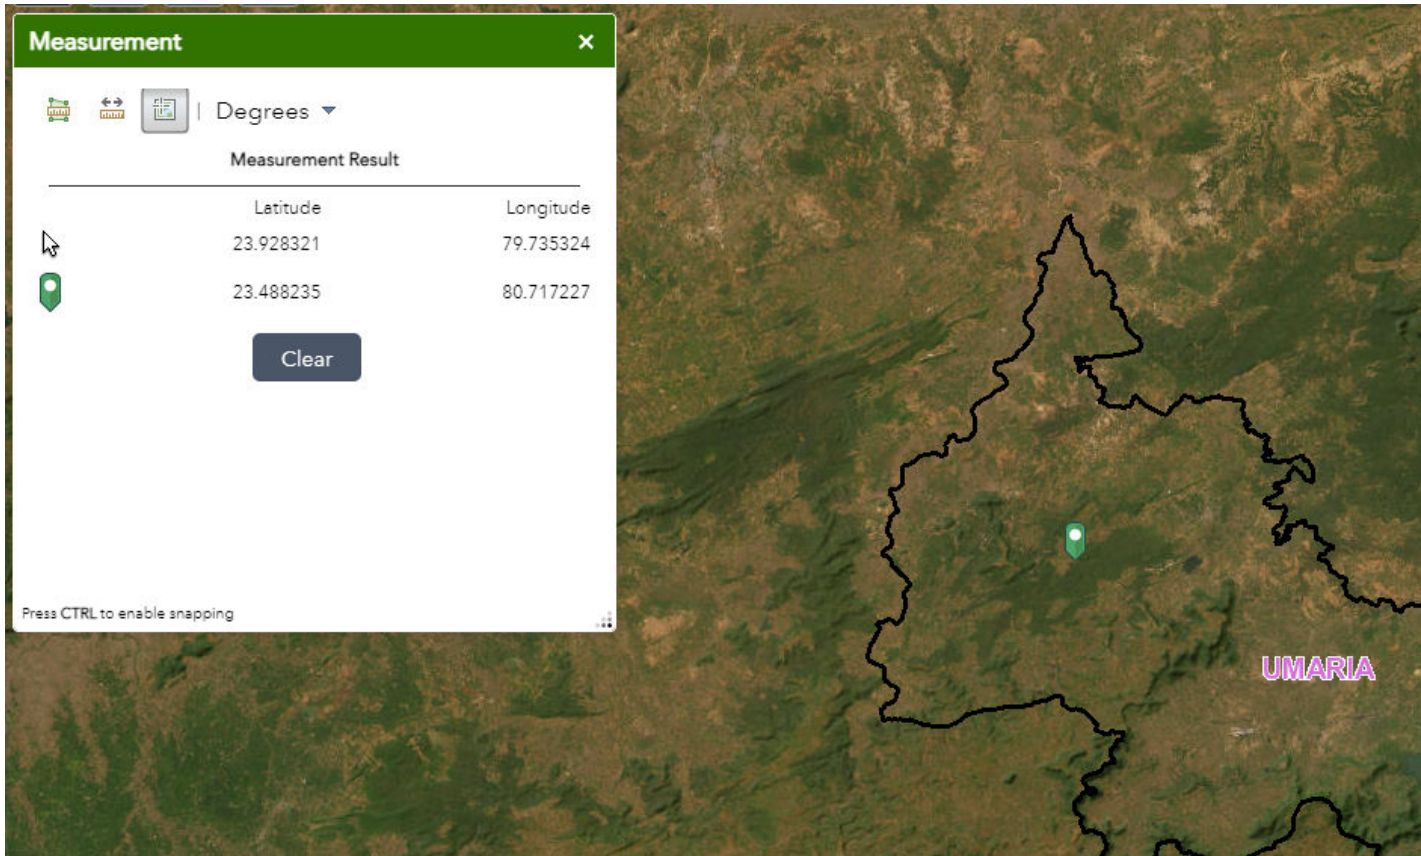 Measurement ×
Degrees
Measurement Result
Latitude Longitude
23.928321 79.735324
23.488235 80.717227
Clear
Press CTRL to enable snapping
UMARIA